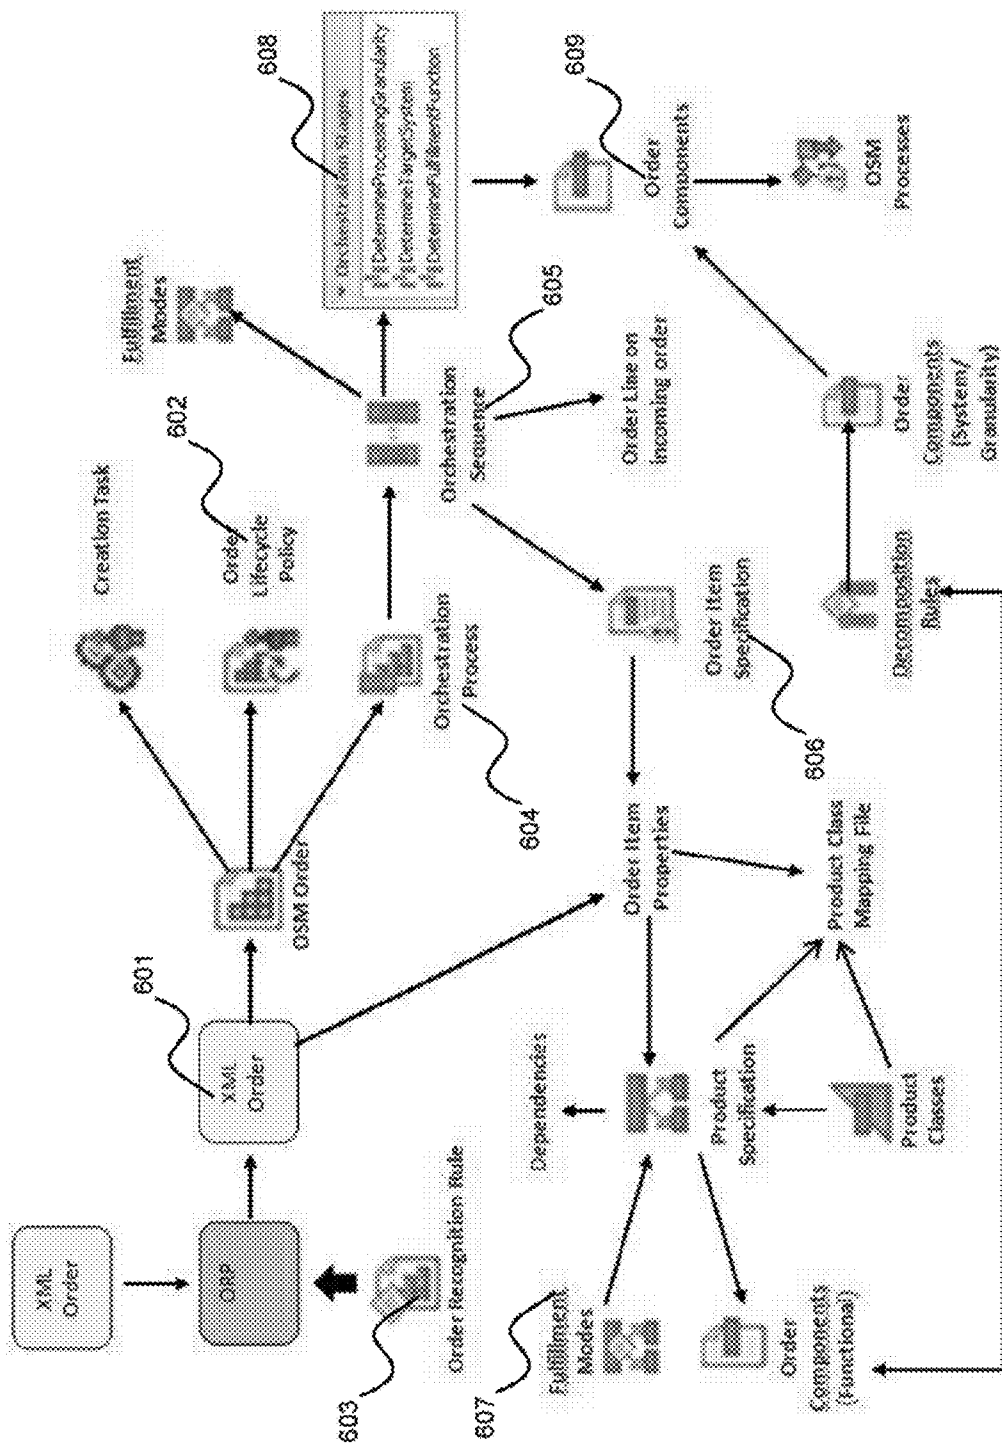 XML
Order
ORP
603
Order Recognition Rule
601
XML
Order
OSM Order
Creation Task
602
Order
Lifecycle
Policy
604
Orchestration
Process
Fulfillment
Modes
605
Orchestration
Sequence
Order Line on
incoming order
608
* Orchestration Stages
[*] DetermineProcessingGranularity
[*] DetermineTargetSystem
[*] DetermineFulfillmentFunction
609
Order
Components
OSM
Processes
606
Order Item
Specification
Order Item
Properties
Product Class
Mapping File
Dependencies
Product
Specification
Product
Classes
607
Fulfillment
Modes
Order
Components
(Functional)
Decomposition
Rules
Order
Components
(System/
Granularity)